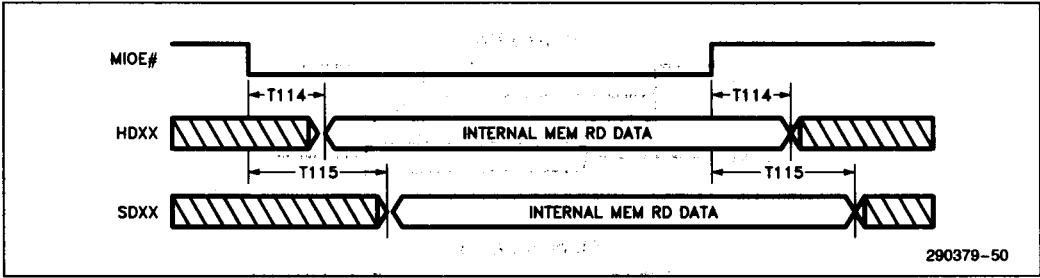 MIOE#
T114 T114
HDXX INTERNAL MEM RD DATA
T115 T115
SDXX INTERNAL MEM RD DATA
290379-50